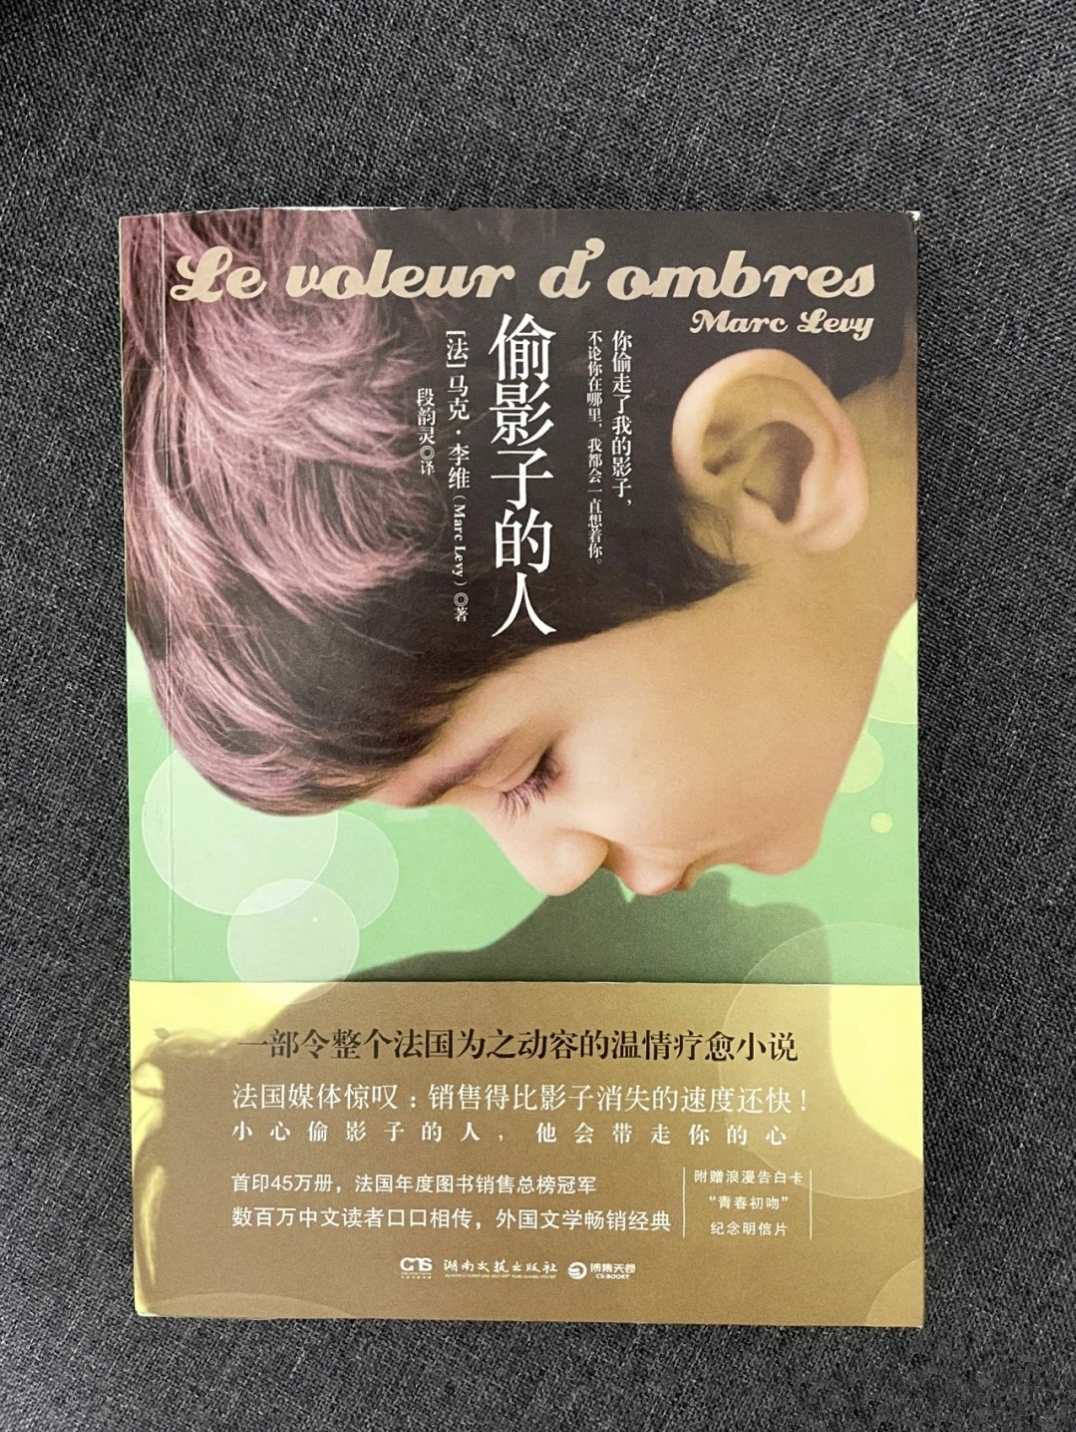 Le voleur d'ombres
Marc Levy
你偷走了我的影子，
不论你在哪里，我都会一直想着你。
偷影子的人
[法] 马克·李维（Marc Levy）◎著
段韵灵◎译
一部令整个法国为之动容的温情疗愈小说
法国媒体惊叹：销售得比影子消失的速度还快！
小心偷影子的人，他会带走你的心
首印45万册，法国年度图书销售总榜冠军
数百万中文读者口口相传，外国文学畅销经典
附赠浪漫告白卡
“青春初吻”
纪念明信片
湖南文艺出版社
博集天卷
CS-BOOKY